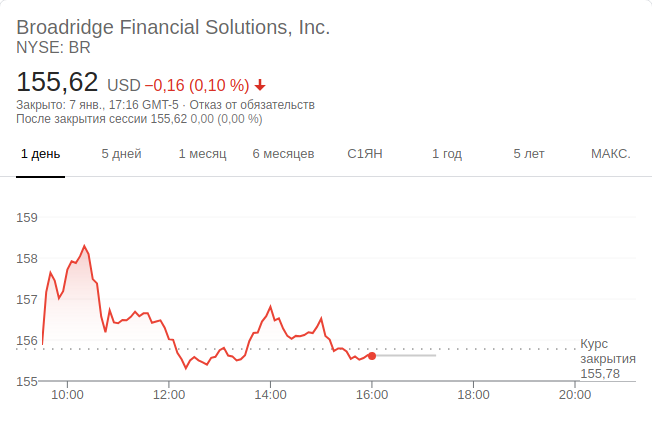 Broadridge Financial Solutions, Inc.
NYSE: BR
155,62 USD −0,16 (0,10 %)
Закрыто: 7 янв., 17:16 GMT-5 · Отказ от обязательств
После закрытия сессии 155,62 0,00 (0,00 %)
1 день 5 дней 1 месяц 6 месяцев С1ЯН 1 год 5 лет МАКС.
159
158
157
156
155
Курс
закрытия
155,78
10:00 12:00 14:00 16:00 18:00 20:00